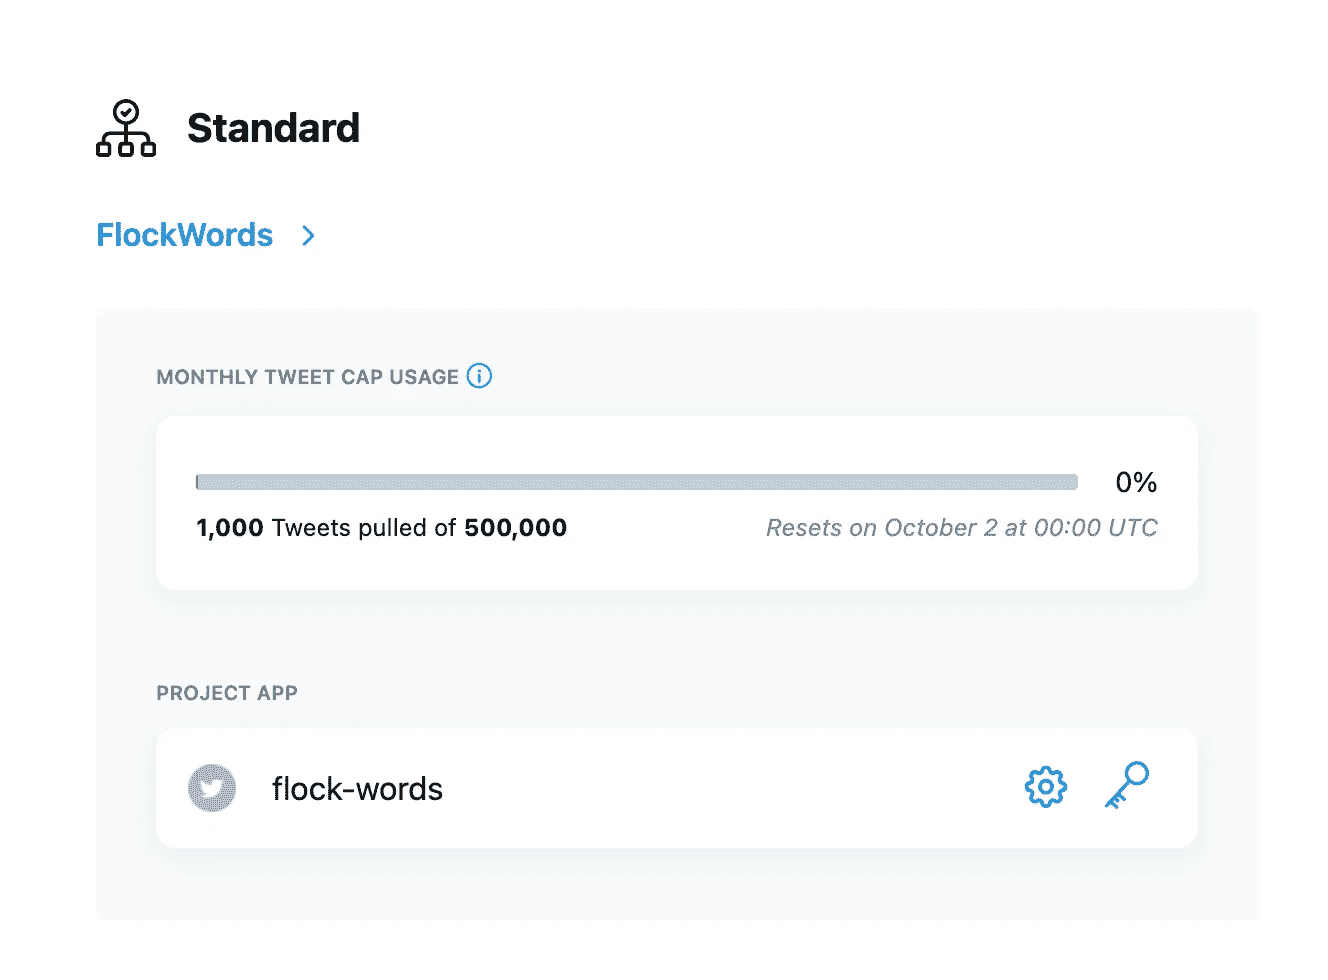 Standard
FlockWords
MONTHLY TWEET CAP USAGE
0%
1,000 Tweets pulled of 500,000
Resets on October 2 at 00:00 UTC
PROJECT APP
flock-words